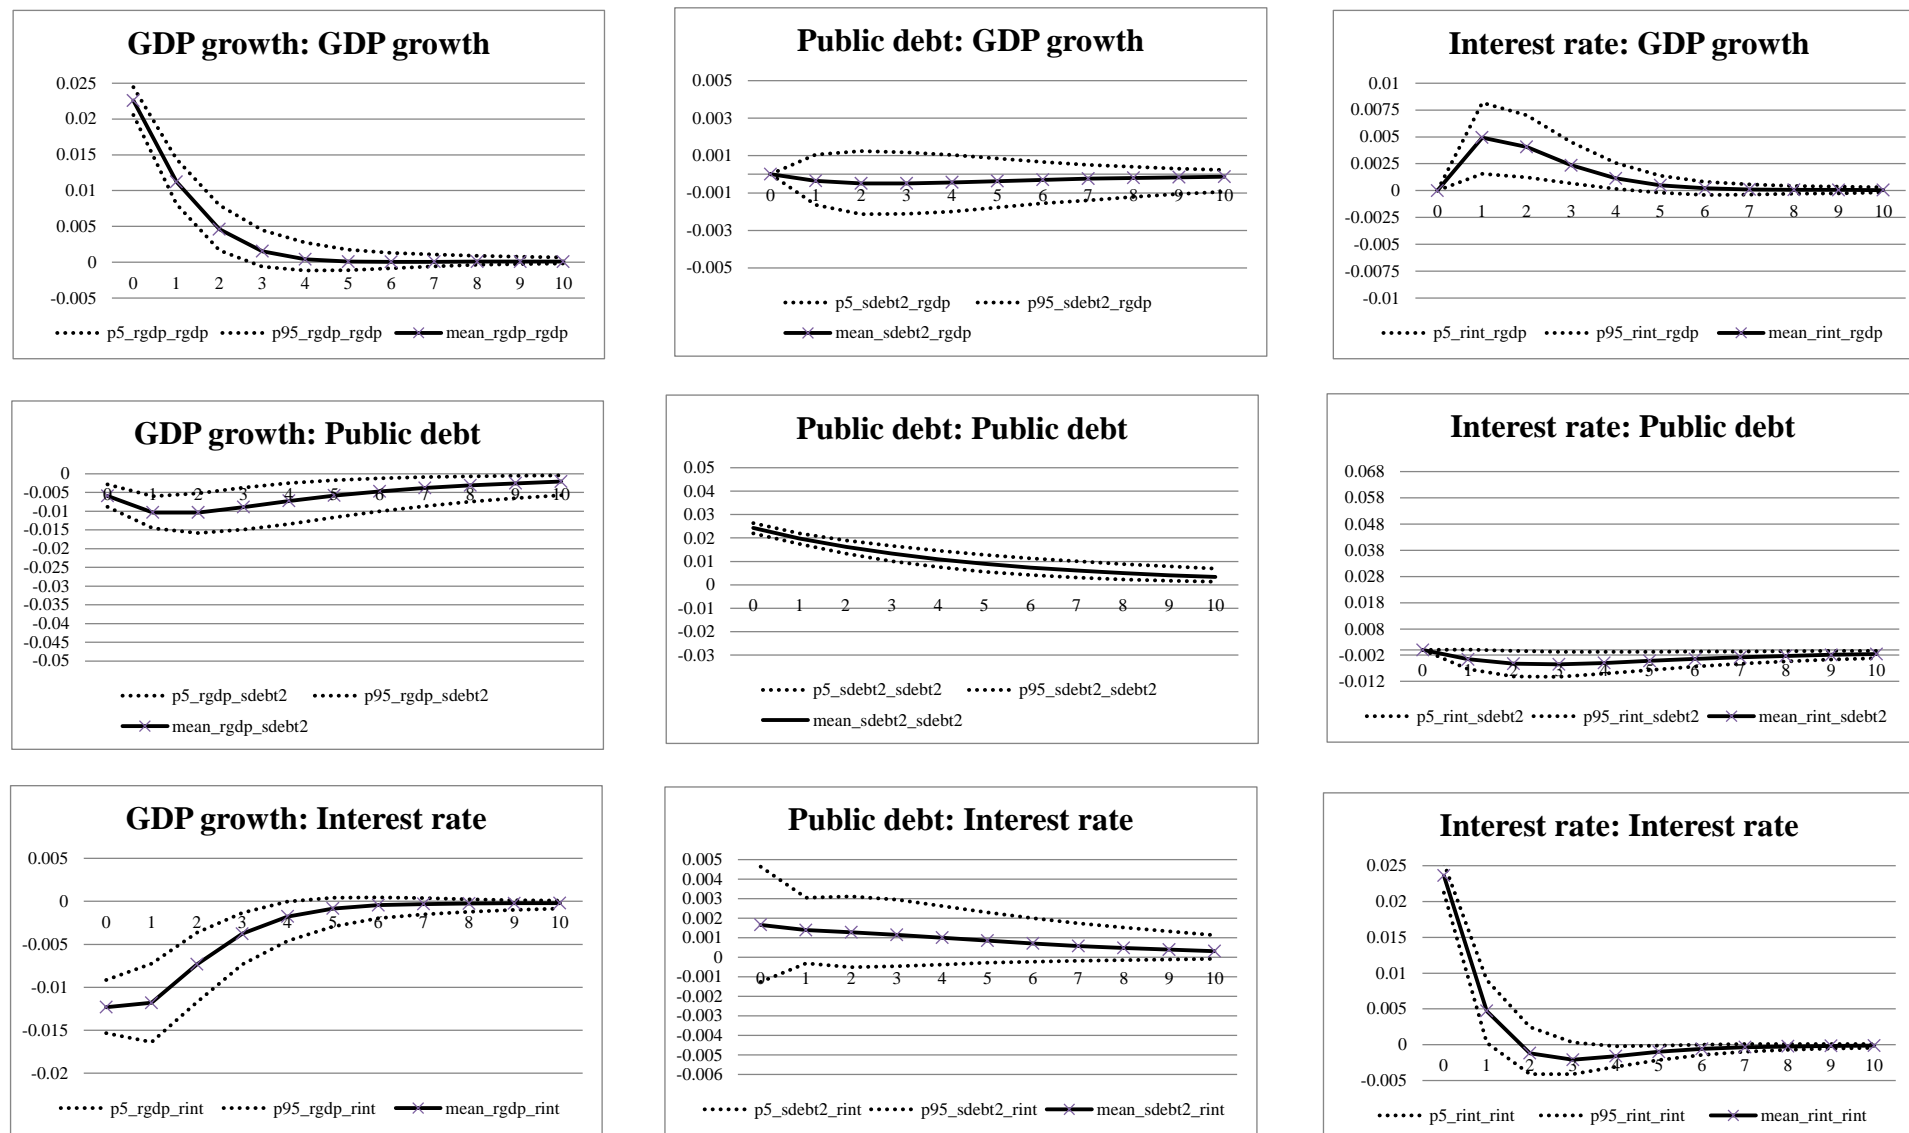 GDP growth: GDP growth
0.025
0.02
0.015
0.01
0.005
0
-0.005
0 1 2 3 4 5 6 7 8 9 10
p5_rgdp_rgdp p95_rgdp_rgdp mean_rgdp_rgdp
Public debt: GDP growth
0.005
0.003
0.001
-0.001
-0.003
-0.005
0 1 2 3 4 5 6 7 8 9 10
p5_sdebt2_rgdp p95_sdebt2_rgdp
mean_sdebt2_rgdp
Interest rate: GDP growth
0.01
0.0075
0.005
0.0025
0
-0.0025
-0.005
-0.0075
-0.01
0 1 2 3 4 5 6 7 8 9 10
p5_rint_rgdp p95_rint_rgdp mean_rint_rgdp
GDP growth: Public debt
0
-0.005
-0.01
-0.015
-0.02
-0.025
-0.03
-0.035
-0.04
-0.045
-0.05
0 1 2 3 4 5 6 7 8 9 10
p5_rgdp_sdebt2 p95_rgdp_sdebt2
mean_rgdp_sdebt2
Public debt: Public debt
0.05
0.04
0.03
0.02
0.01
0
-0.01
-0.02
-0.03
0 1 2 3 4 5 6 7 8 9 10
p5_sdebt2_sdebt2 p95_sdebt2_sdebt2
mean_sdebt2_sdebt2
Interest rate: Public debt
0.068
0.058
0.048
0.038
0.028
0.018
0.008
-0.002
-0.012
0 1 2 3 4 5 6 7 8 9 10
p5_rint_sdebt2 p95_rint_sdebt2 mean_rint_sdebt2
GDP growth: Interest rate
0.005
0
-0.005
-0.01
-0.015
-0.02
0 1 2 3 4 5 6 7 8 9 10
p5_rgdp_rint p95_rgdp_rint mean_rgdp_rint
Public debt: Interest rate
0.005
0.004
0.003
0.002
0.001
0
-0.001
-0.002
-0.003
-0.004
-0.005
-0.006
0 1 2 3 4 5 6 7 8 9 10
p5_sdebt2_rint p95_sdebt2_rint mean_sdebt2_rint
Interest rate: Interest rate
0.025
0.02
0.015
0.01
0.005
0
-0.005
0 1 2 3 4 5 6 7 8 9 10
p5_rint_rint p95_rint_rint mean_rint_rint